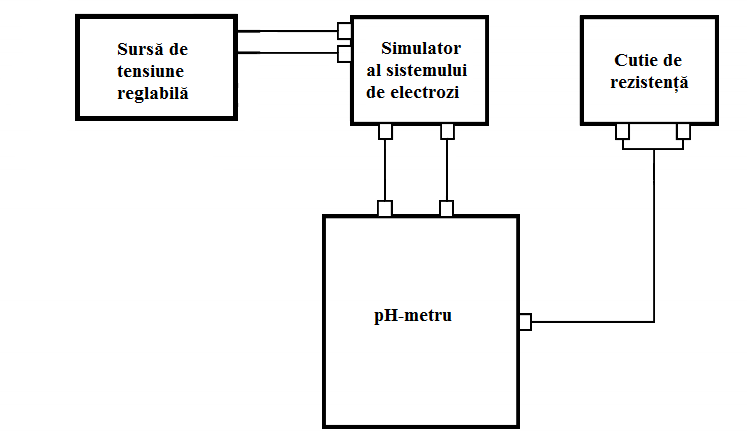 Sursă de
tensiune
reglabilă
Simulator
al sistemului
de electrozi
Cutie de
rezistență
pH-metru